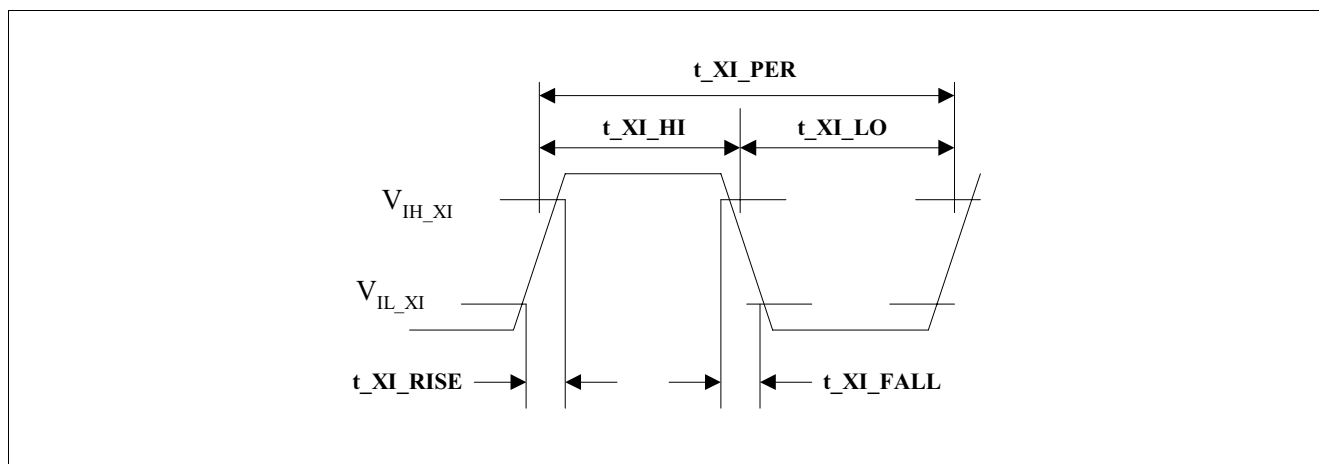 t_XI_PER
t_XI_HI t_XI_LO
V_IH_XI
V_IL_XI
t_XI_RISE t_XI_FALL